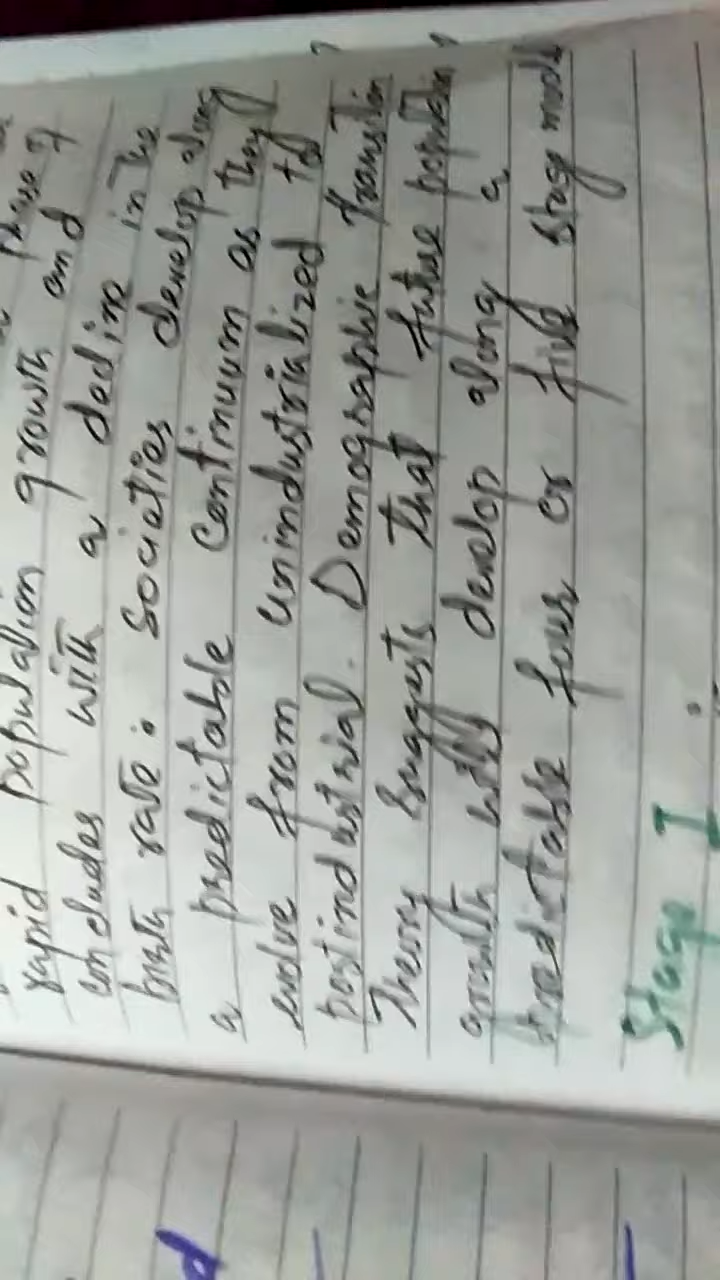 phase of
rapid population growth and
concludes with a decline in the
birth rate. Societies develop along
a predictable continuum as they
evolve from unindustrialized to
postindustrial. Demographic Transition
Theory suggests that future population
growth will develop along a
predictable four or five stage model
Stage I :